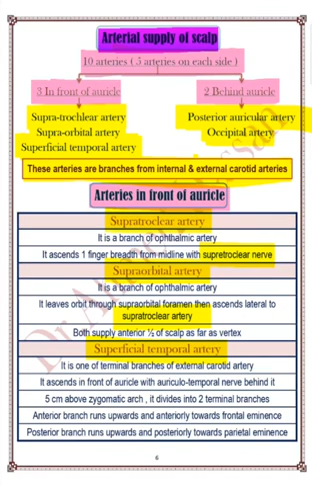 Arterial supply of scalp
10 arteries ( 5 arteries on each side )
3 In front of auricle
2 Behind auricle
Supra-trochlear artery
Supra-orbital artery
Superficial temporal artery
Posterior auricular artery
Occipital artery
These arteries are branches from internal & external carotid arteries
Arteries in front of auricle
Supratroclear artery
It is a branch of ophthalmic artery
It ascends 1 finger breadth from midline with supretroclear nerve
Supraorbital artery
It is a branch of ophthalmic artery
It leaves orbit through supraorbital foramen then ascends lateral to
supratroclear artery
Both supply anterior ½ of scalp as far as vertex
Superficial temporal artery
It is one of terminal branches of external carotid artery
It ascends in front of auricle with auriculo-temporal nerve behind it
5 cm above zygomatic arch , it divides into 2 terminal branches
Anterior branch runs upwards and anteriorly towards frontal eminence
Posterior branch runs upwards and posteriorly towards parietal eminence
6